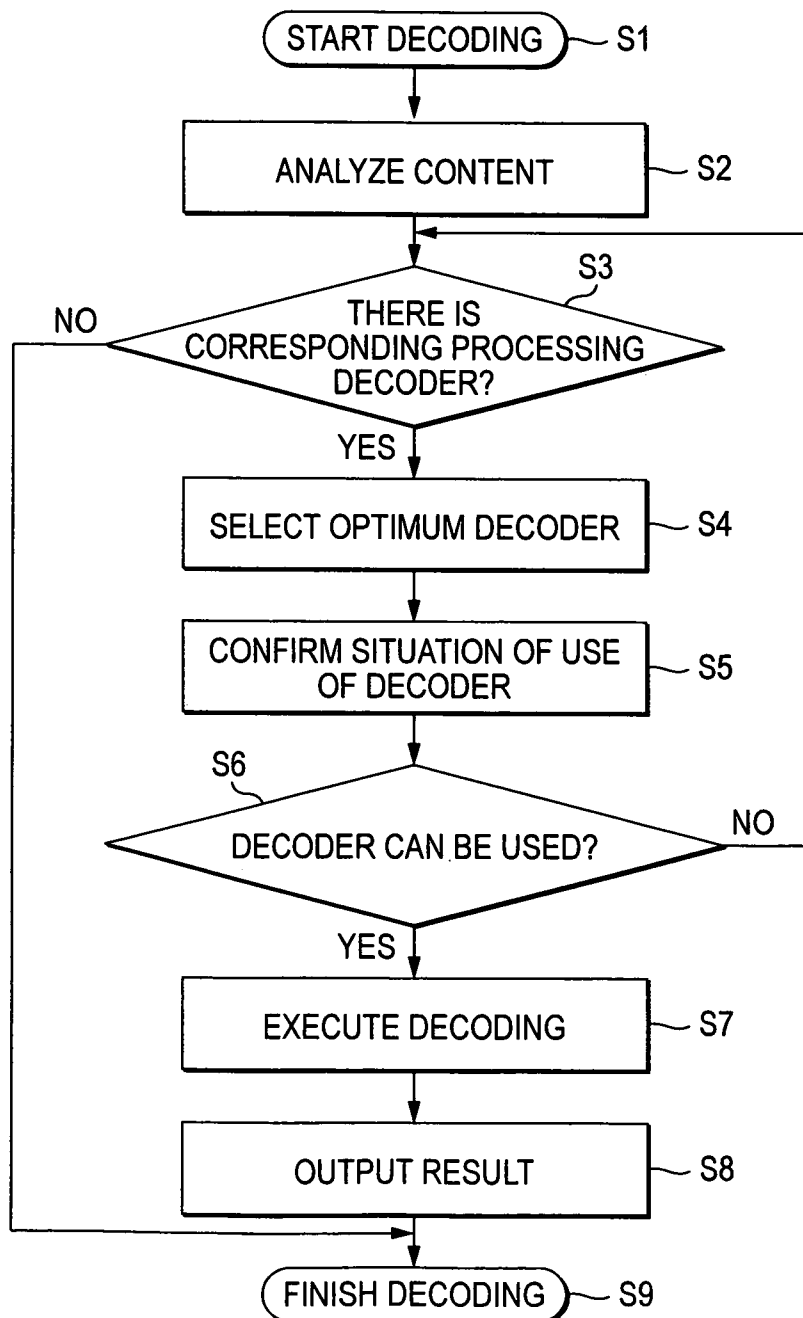 START DECODING
S1
ANALYZE CONTENT
S2
S3
NO
THERE IS
CORRESPONDING PROCESSING
DECODER?
YES
SELECT OPTIMUM DECODER
S4
CONFIRM SITUATION OF USE
OF DECODER
S5
S6
DECODER CAN BE USED?
NO
YES
EXECUTE DECODING
S7
OUTPUT RESULT
S8
FINISH DECODING
S9